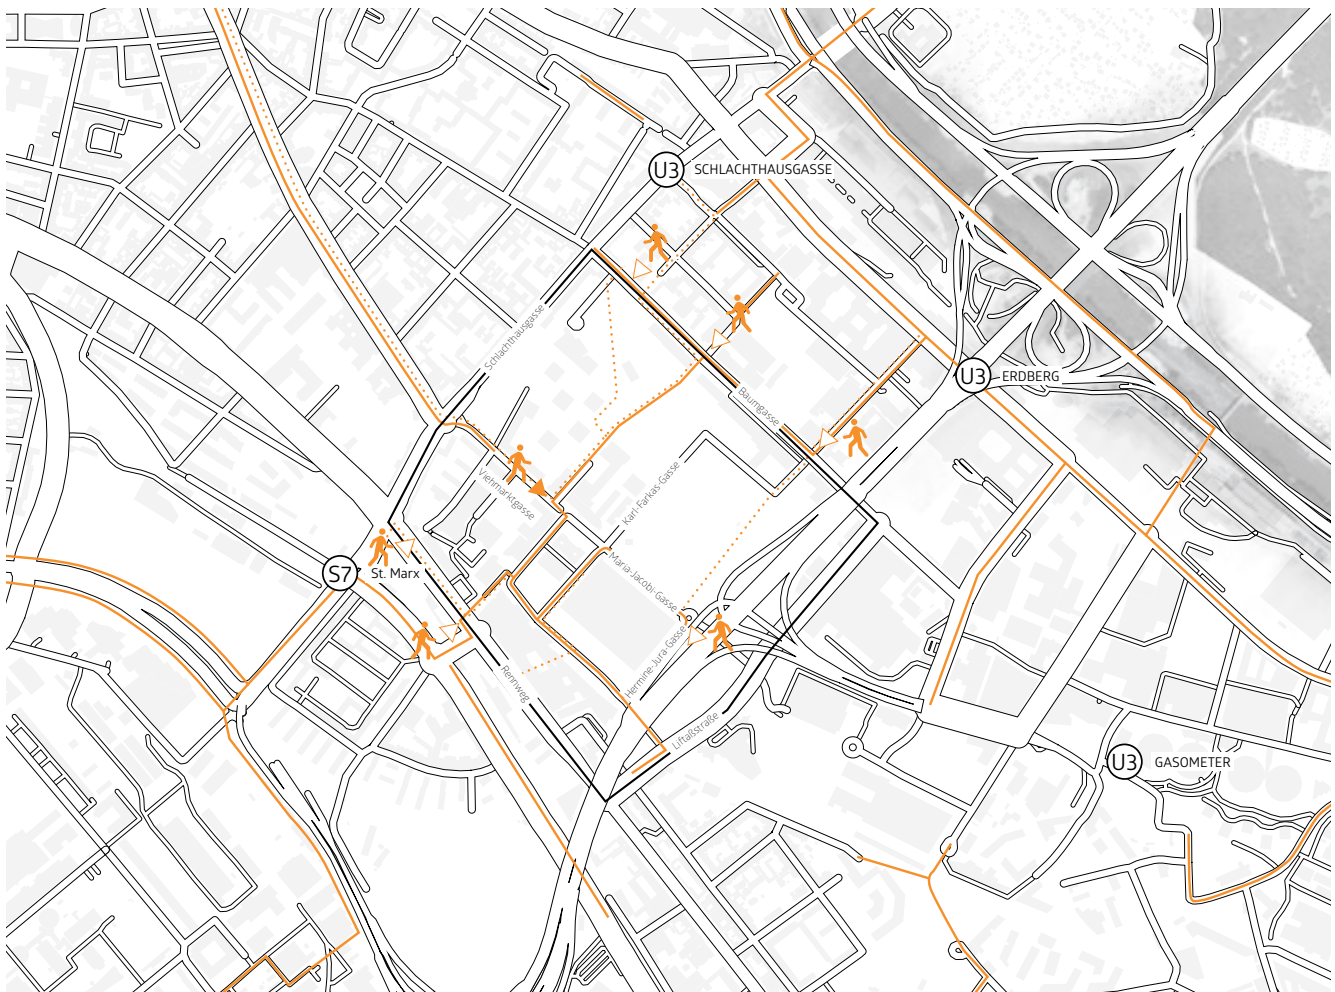 U3 SCHLACHTHAUSGASSE
Schlachthausgasse
U3 ERDBERG
Baumgasse
Viehmarktgasse
Karl-Farkas-Gasse
S7 St. Marx
Maria-Jacobi-Gasse
Hermine-Jura-Gasse
Rennweg
Litfaßstraße
U3 GASOMETER